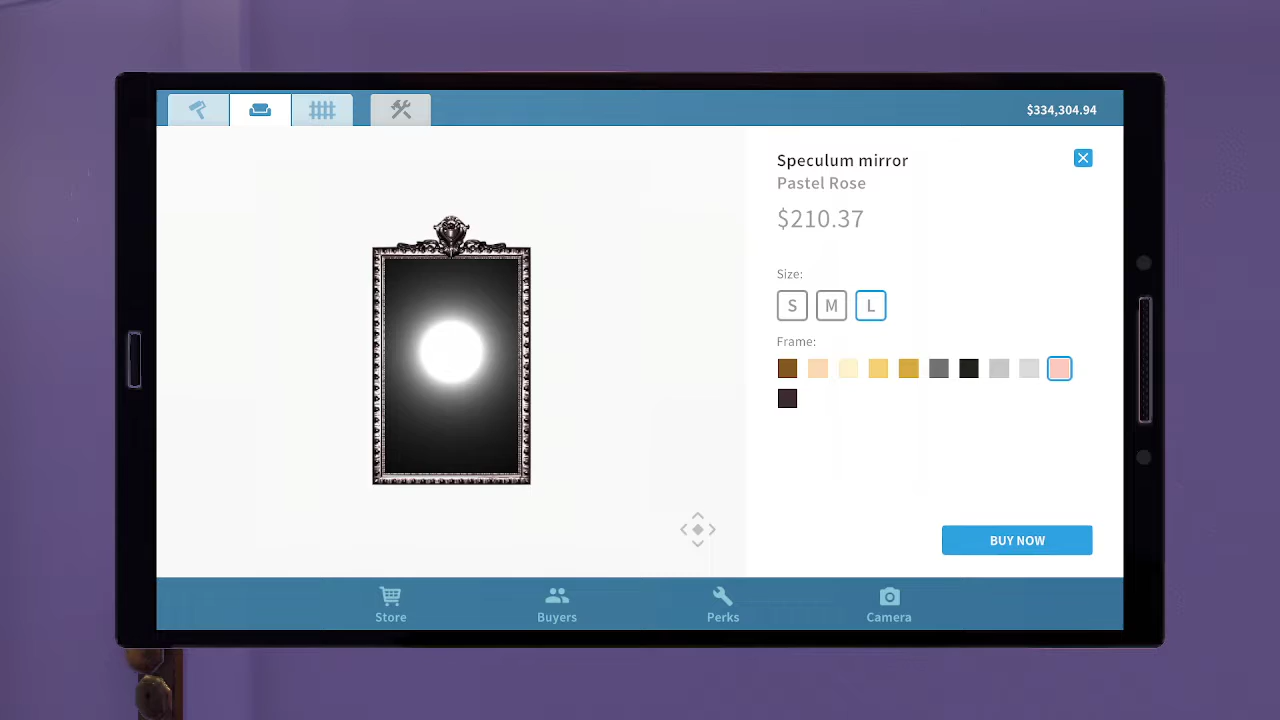 $334,304.94
Speculum mirror
Pastel Rose
$210.37
Size:
S M L
Frame:
BUY NOW
Store Buyers Perks Camera